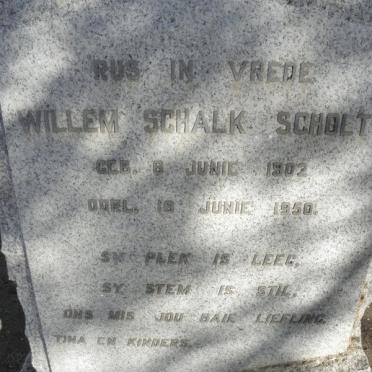 RUS IN VREDE
WILLEM SCHALK SCHOLT
GEB. 8 JUNIE 1902
OORL. 18 JUNIE 1950.
SY PLEK IS LEEG,
SY STEM IS STIL,
ONS MIS JOU BAIE LIEFLING.
TINA EN KINDERS.